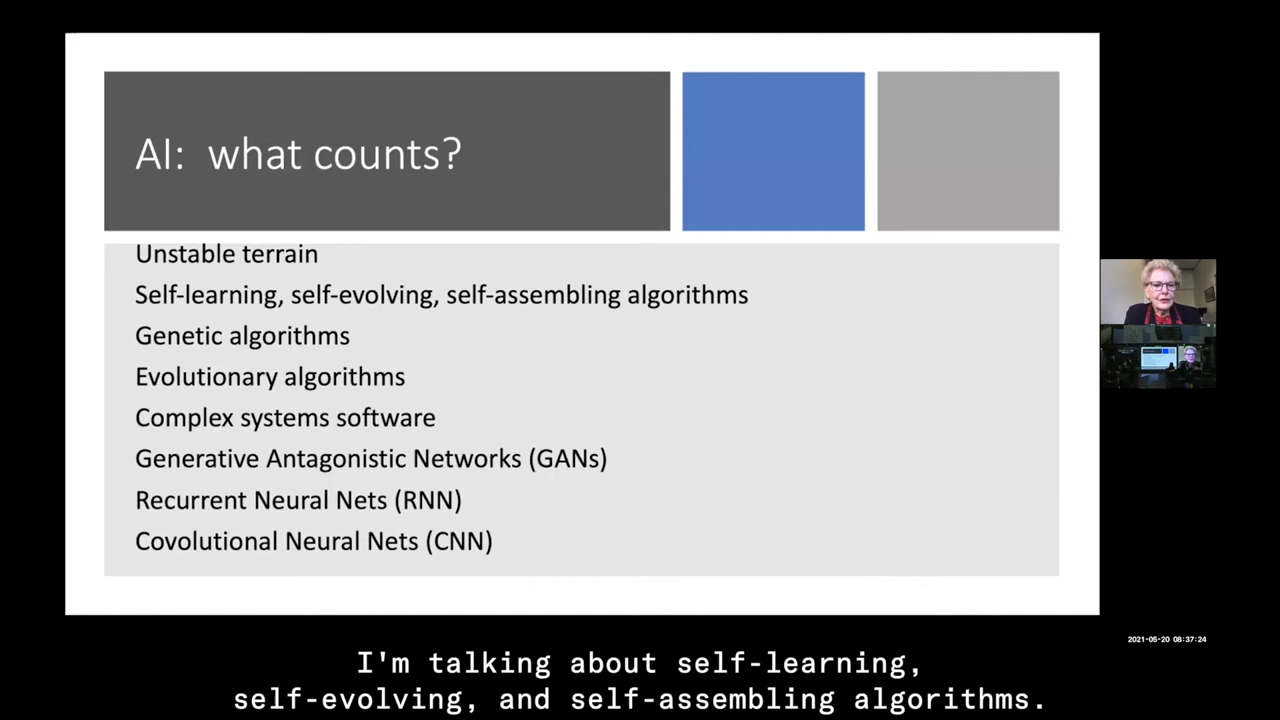 AI: what counts?
Unstable terrain
Self-learning, self-evolving, self-assembling algorithms
Genetic algorithms
Evolutionary algorithms
Complex systems software
Generative Antagonistic Networks (GANs)
Recurrent Neural Nets (RNN)
Covolutional Neural Nets (CNN)
2021-05-20 08:37:24
I'm talking about self-learning,
self-evolving, and self-assembling algorithms.